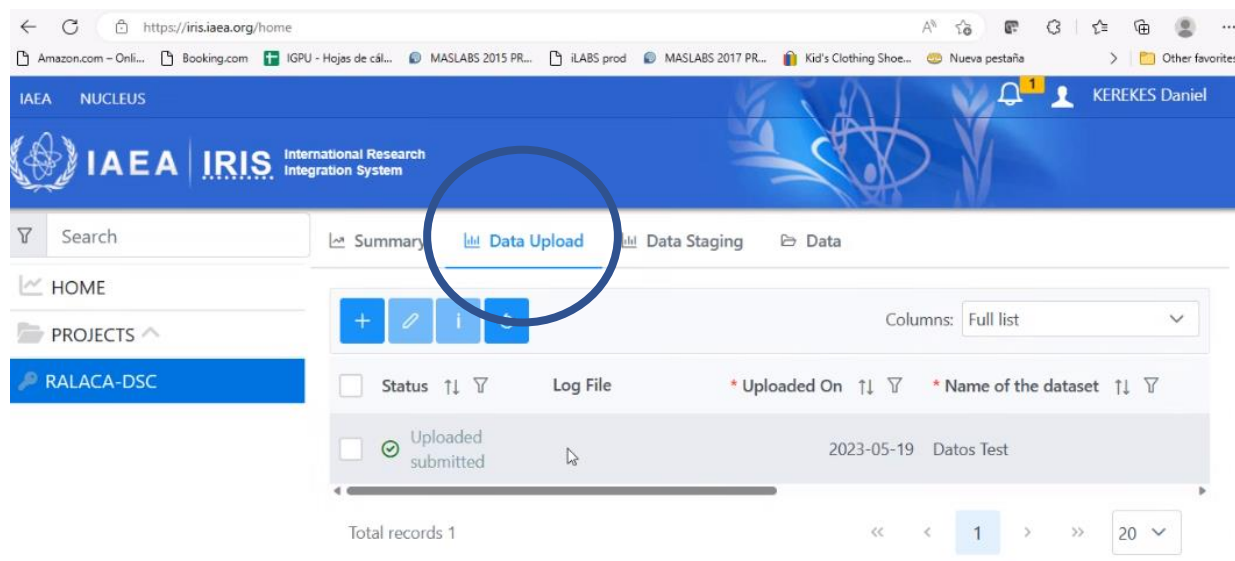 https://iris.iaea.org/home
Amazon.com – Onli... Booking.com IGPU - Hojas de cál... MASLABS 2015 PR... iLABS prod MASLABS 2017 PR... Kid's Clothing Shoe... Nueva pestaña Other favorites
IAEA NUCLEUS 1 KEREKES Daniel
IAEA IRIS International Research
Integration System
Search Summary Data Upload Data Staging Data
HOME
PROJECTS
RALACA-DSC
Columns: Full list
Status Log File * Uploaded On * Name of the dataset
Uploaded
submitted 2023-05-19 Datos Test
Total records 1 << < 1 > >> 20